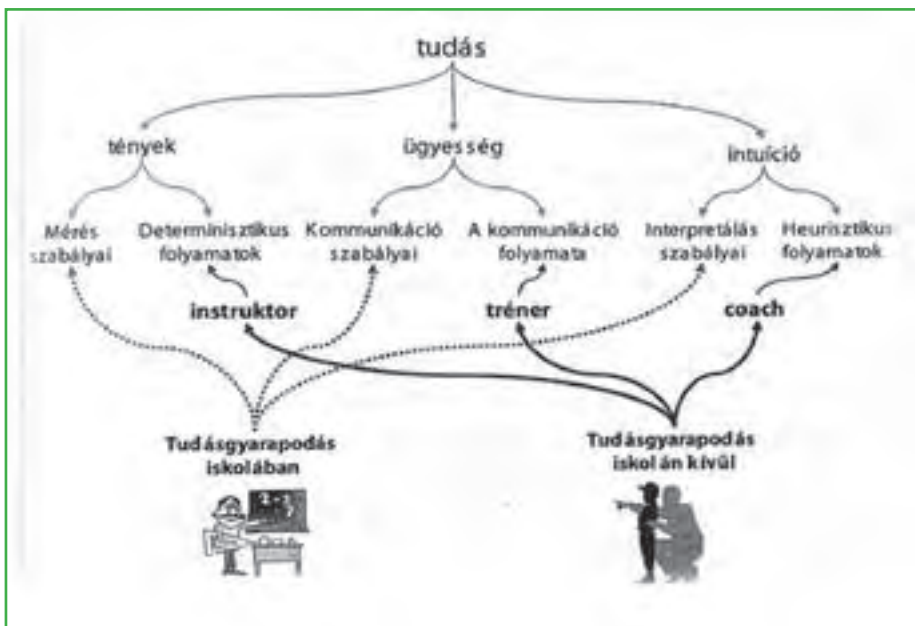 tudás
tények
ügyesség
intuíció
Mérés
szabályai
Determinisztikus
folyamatok
Kommunikáció
szabályai
A kommunikáció
folyamata
Interpretálás
szabályai
Heurisztikus
folyamatok
instruktor
tréner
coach
Tudásgyarapodás
iskolában
Tudásgyarapodás
iskolán kívül